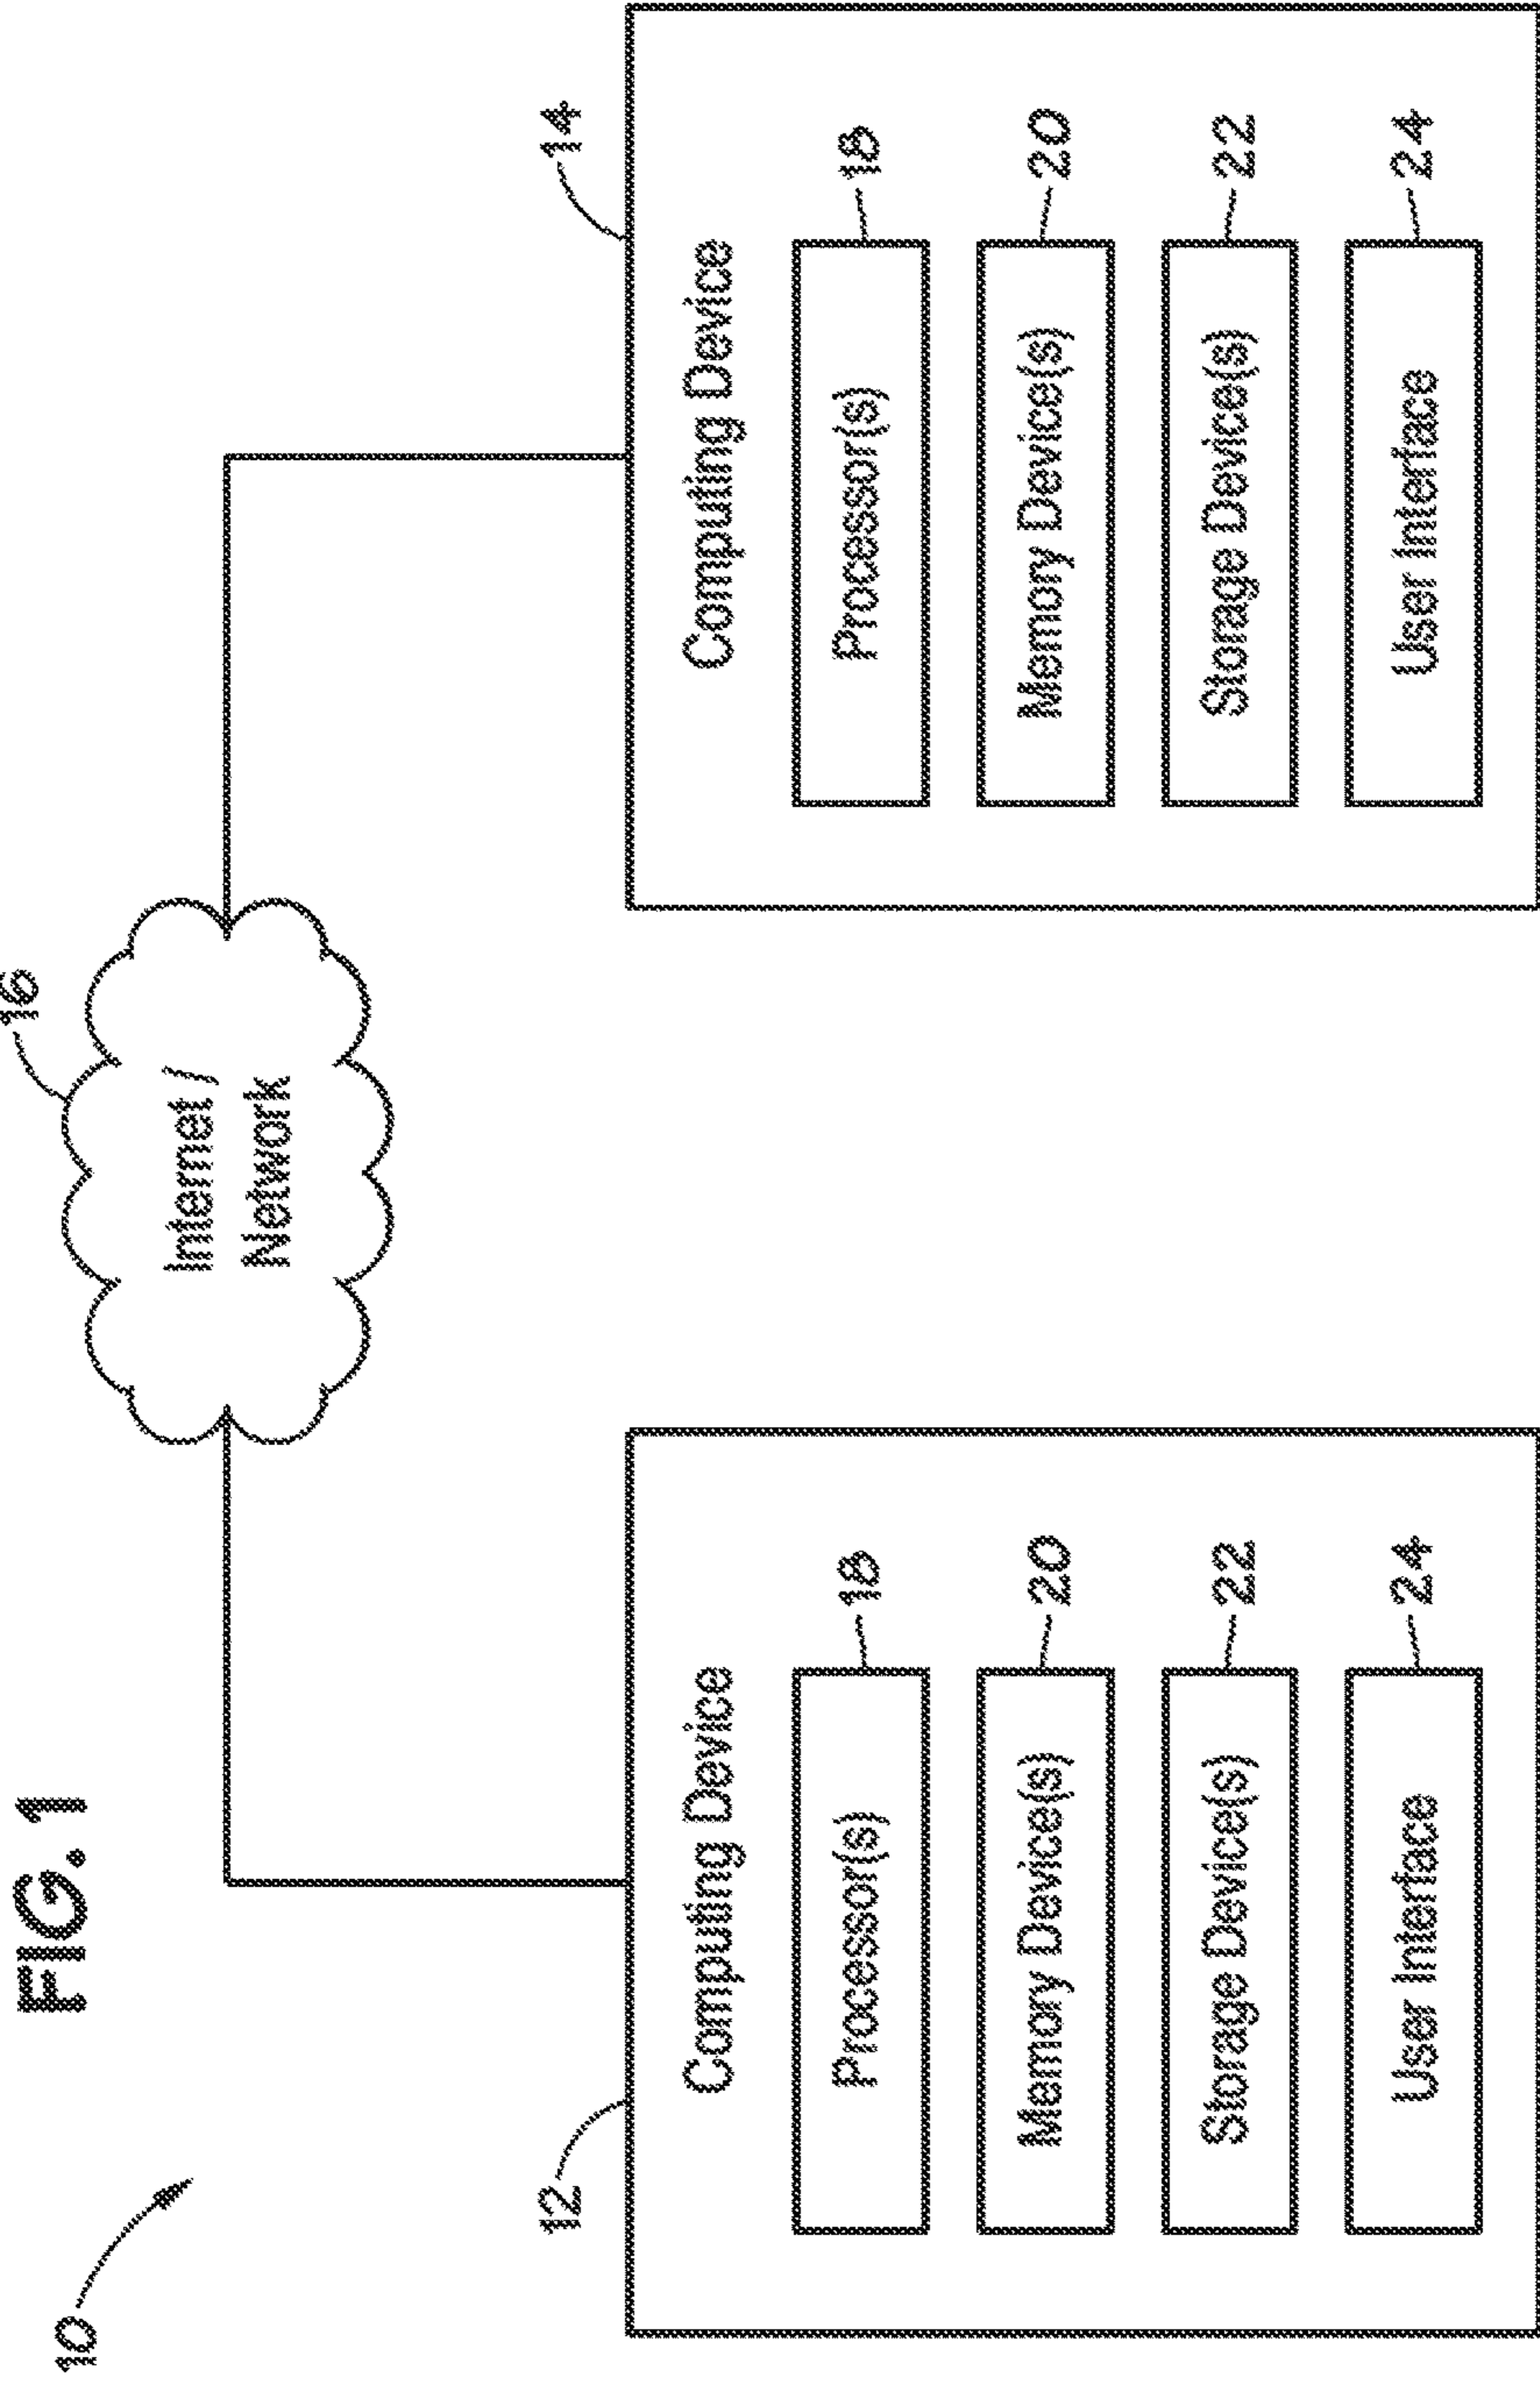 FIG. 1
10
16
Internet /
Network
12
Computing Device
Processor(s)
18
Memory Device(s)
20
Storage Device(s)
22
User Interface
24
14
Computing Device
Processor(s)
18
Memory Device(s)
20
Storage Device(s)
22
User Interface
24